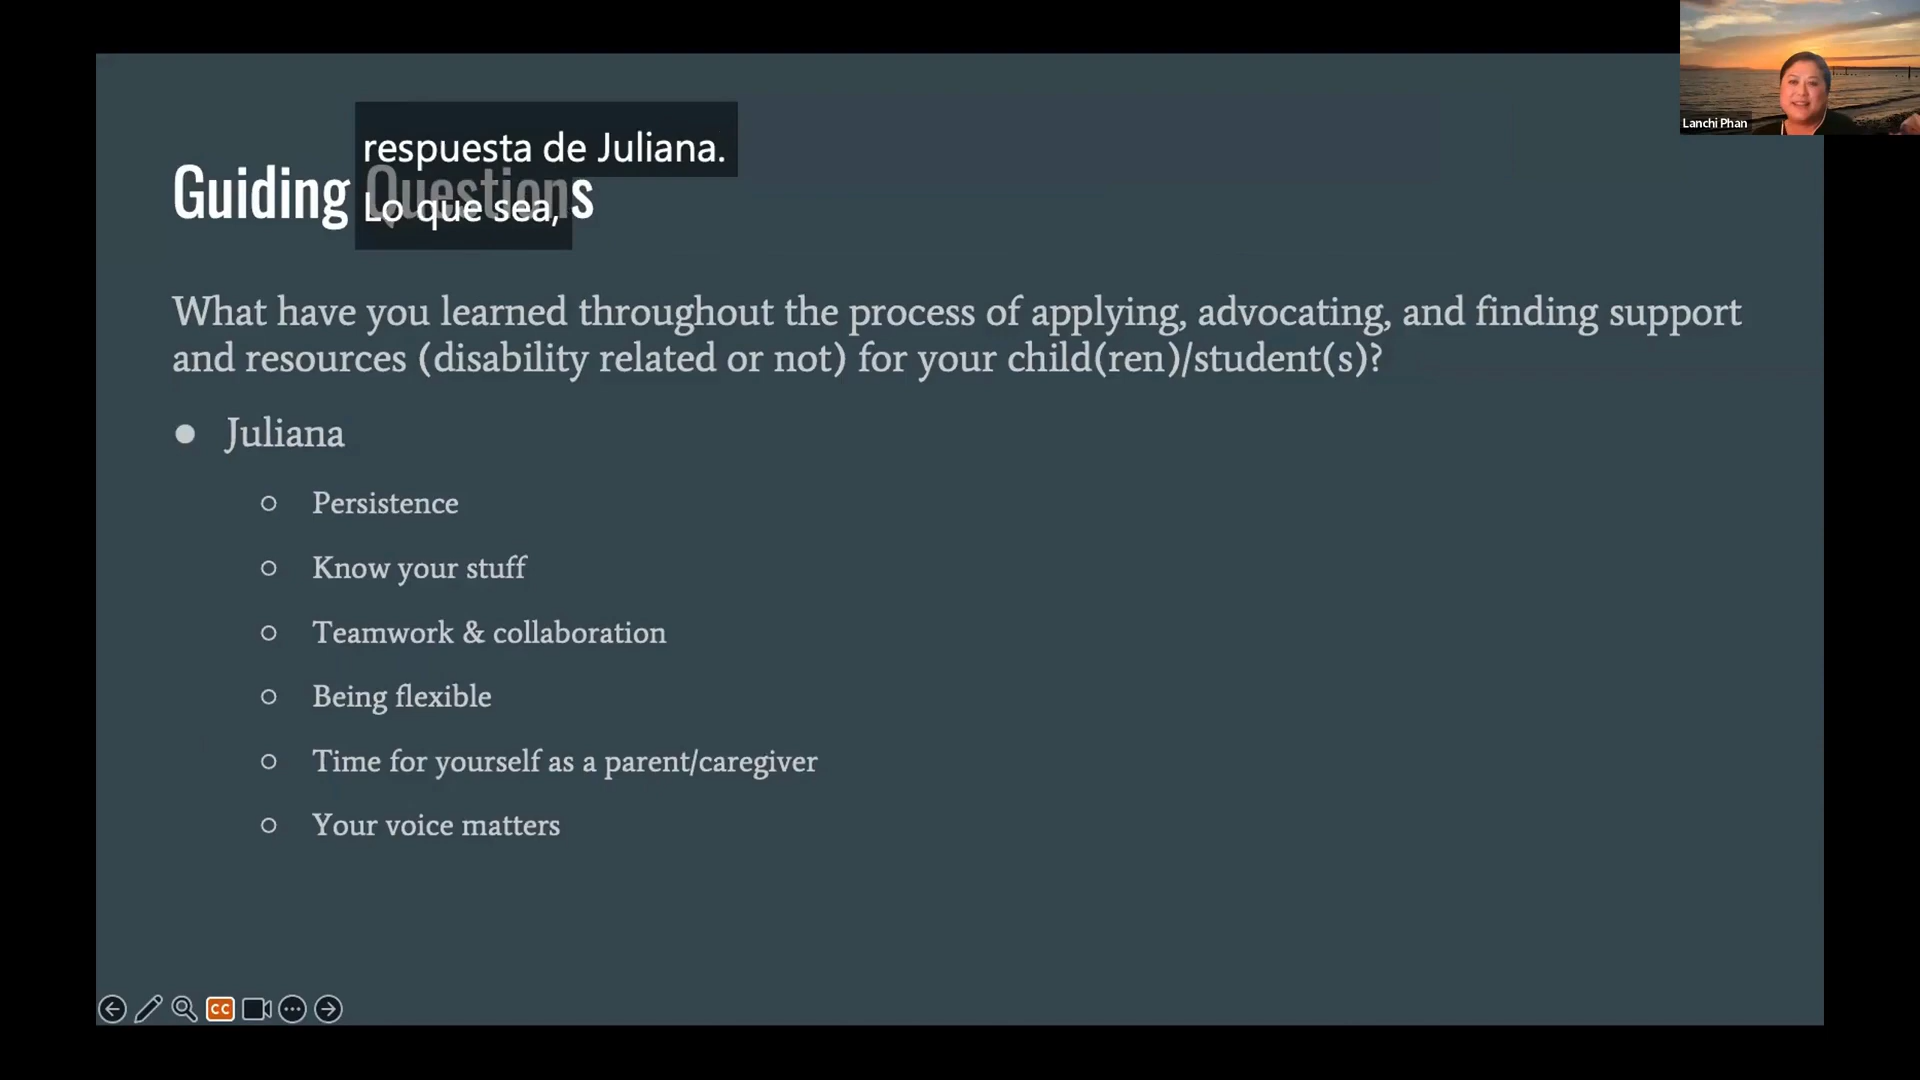 respuesta de Juliana.
Lo que sea,
Guiding Questions
What have you learned throughout the process of applying, advocating, and finding support
and resources (disability related or not) for your child(ren)/student(s)?
Juliana
Persistence
Know your stuff
Teamwork & collaboration
Being flexible
Time for yourself as a parent/caregiver
Your voice matters
Lanchi Phan
CC